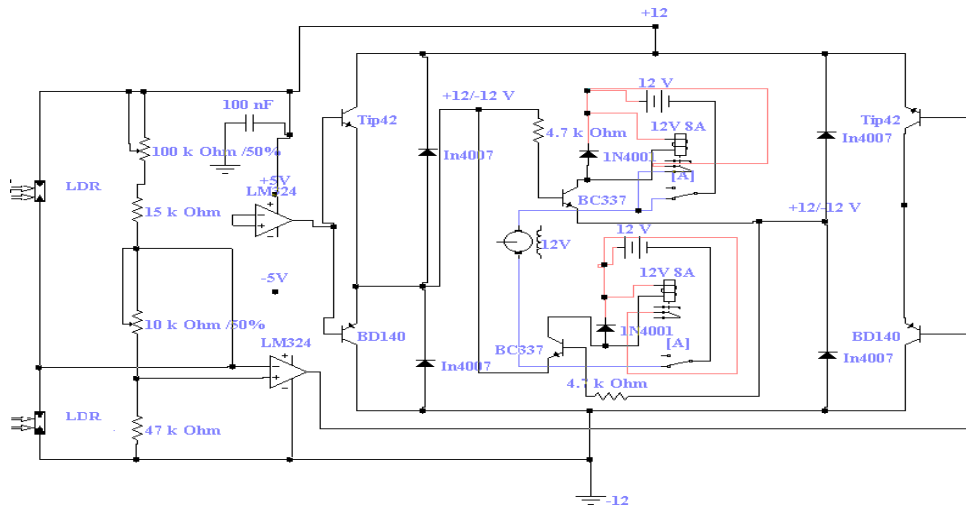 +12
12 V
100 nF
+12/-12 V
Tip42
4.7 k Ohm
12V 8A
Tip42
100 k Ohm /50%
In4007
1N4001
In4007
LDR
+5V
LM324
[A]
15 k Ohm
BC337
+12/-12 V
12V
12 V
-5V
12V 8A
10 k Ohm /50%
BD140
1N4001
BD140
LM324
BC337
[A]
In4007
In4007
4.7 k Ohm
LDR
47 k Ohm
-12